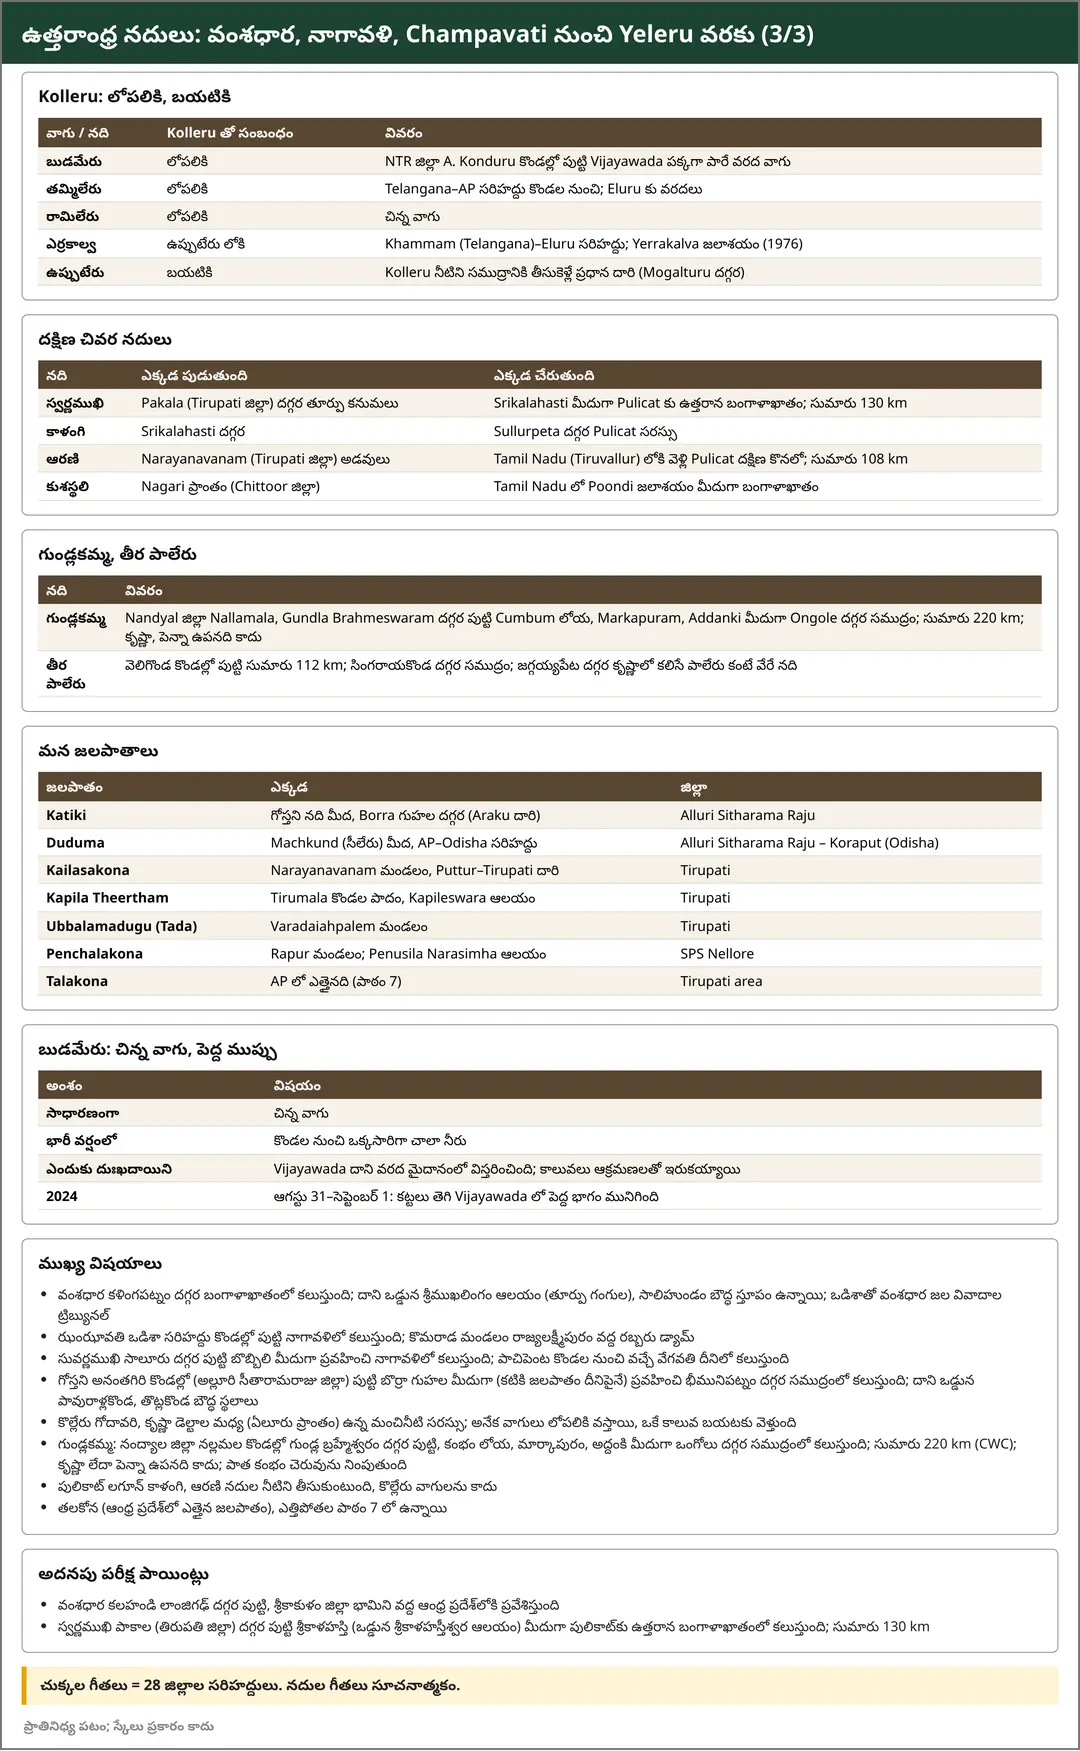 ఉత్తరాంధ్ర నదులు: వంశధార, నాగావళి, Champavati నుంచి Yeleru వరకు (3/3)
Kolleru: లోపలికి, బయటికి
వాగు / నది Kolleru తో సంబంధం వివరం
బుడమేరు లోపలికి NTR జిల్లా A. Konduru కొండల్లో పుట్టి Vijayawada పక్కగా పారే వరద వాగు
తమ్మిలేరు లోపలికి Telangana–AP సరిహద్దు కొండల నుంచి; Eluru కు వరదలు
రామిలేరు లోపలికి చిన్న వాగు
ఎర్రకాల్వ ఉప్పుటేరు లోకి Khammam (Telangana)–Eluru సరిహద్దు; Yerrakalva జలాశయం (1976)
ఉప్పుటేరు బయటికి Kolleru నీటిని సముద్రానికి తీసుకెళ్లే ప్రధాన దారి (Mogalturu దగ్గర)
దక్షిణ చివర నదులు
నది ఎక్కడ పుడుతుంది ఎక్కడ చేరుతుంది
స్వర్ణముఖి Pakala (Tirupati జిల్లా) దగ్గర తూర్పు కనుమలు Srikalahasti మీదుగా Pulicat కు ఉత్తరాన బంగాళాఖాతం; సుమారు 130 km
కాళంగి Srikalahasti దగ్గర Sullurpeta దగ్గర Pulicat సరస్సు
ఆరణి Narayanavanam (Tirupati జిల్లా) అడవులు Tamil Nadu (Tiruvallur) లోకి వెళ్లి Pulicat దక్షిణ కొనలో; సుమారు 108 km
కుశస్థలి Nagari ప్రాంతం (Chittoor జిల్లా) Tamil Nadu లో Poondi జలాశయం మీదుగా బంగాళాఖాతం
గుండ్లకమ్మ, తీర పాలేరు
నది వివరం
గుండ్లకమ్మ Nandyal జిల్లా Nallamala, Gundla Brahmeswaram దగ్గర పుట్టి Cumbum లోయ, Markapuram, Addanki మీదుగా Ongole దగ్గర సముద్రం; సుమారు 220 km;
కృష్ణా, పెన్నా ఉపనది కాదు
తీర వెలిగొండ కొండల్లో పుట్టి సుమారు 112 km; సింగరాయకొండ దగ్గర సముద్రం; జగ్గయ్యపేట దగ్గర కృష్ణాలో కలిసే పాలేరు కంటే వేరే నది
పాలేరు
మన జలపాతాలు
జలపాతం ఎక్కడ జిల్లా
Katiki గోస్తని నది మీద, Borra గుహల దగ్గర (Araku దారి) Alluri Sitharama Raju
Duduma Machkund (సీలేరు) మీద, AP–Odisha సరిహద్దు Alluri Sitharama Raju – Koraput (Odisha)
Kailasakona Narayanavanam మండలం, Puttur–Tirupati దారి Tirupati
Kapila Theertham Tirumala కొండల పాదం, Kapileswara ఆలయం Tirupati
Ubbalamadugu (Tada) Varadaiahpalem మండలం Tirupati
Penchalakona Rapur మండలం; Penusila Narasimha ఆలయం SPS Nellore
Talakona AP లో ఎత్తైనది (పాఠం 7) Tirupati area
బుడమేరు: చిన్న వాగు, పెద్ద ముప్పు
అంశం విషయం
సాధారణంగా చిన్న వాగు
భారీ వర్షంలో కొండల నుంచి ఒక్కసారిగా చాలా నీరు
ఎందుకు దుఃఖదాయిని Vijayawada దాని వరద మైదానంలో విస్తరించింది; కాలువలు ఆక్రమణలతో ఇరుకయ్యాయి
2024 ఆగస్టు 31–సెప్టెంబర్ 1: కట్టలు తెగి Vijayawada లో పెద్ద భాగం మునిగింది
ముఖ్య విషయాలు
• వంశధార కళింగపట్నం దగ్గర బంగాళాఖాతంలో కలుస్తుంది; దాని ఒడ్డున శ్రీముఖలింగం ఆలయం (తూర్పు గంగుల), సాలిహుండం బౌద్ధ స్తూపం ఉన్నాయి; ఒడిశాతో వంశధార జల వివాదాల
ట్రిబ్యునల్
• ఝంఝావతి ఒడిశా సరిహద్దు కొండల్లో పుట్టి నాగావళిలో కలుస్తుంది; కొమరాడ మండలం రాజ్యలక్ష్మీపురం వద్ద రబ్బరు డ్యామ్
• సువర్ణముఖి సాలూరు దగ్గర పుట్టి బొబ్బిలి మీదుగా ప్రవహించి నాగావళిలో కలుస్తుంది; పాచిపెంట కొండల నుంచి వచ్చే వేగవతి దీనిలో కలుస్తుంది
• గోస్తని అనంతగిరి కొండల్లో (అల్లూరి సీతారామరాజు జిల్లా) పుట్టి బొర్రా గుహల మీదుగా (కటికి జలపాతం దీనిపైనే) ప్రవహించి భీమునిపట్నం దగ్గర సముద్రంలో కలుస్తుంది; దాని ఒడ్డున
పావురాళ్లకొండ, తొట్లకొండ బౌద్ధ స్థలాలు
• కొల్లేరు గోదావరి, కృష్ణా డెల్టాల మధ్య (ఏలూరు ప్రాంతం) ఉన్న మంచినీటి సరస్సు; అనేక వాగులు లోపలికి వస్తాయి, ఒకే కాలువ బయటకు వెళ్తుంది
• గుండ్లకమ్మ: నంద్యాల జిల్లా నల్లమల కొండల్లో గుండ్ల బ్రహ్మేశ్వరం దగ్గర పుట్టి, కంభం లోయ, మార్కాపురం, అద్దంకి మీదుగా ఒంగోలు దగ్గర సముద్రంలో కలుస్తుంది; సుమారు 220 km (CWC);
కృష్ణా లేదా పెన్నా ఉపనది కాదు; పాత కంభం చెరువును నింపుతుంది
• పులికాట్ లగూన్ కాళంగి, ఆరణి నదుల నీటిని తీసుకుంటుంది, కొల్లేరు వాగులను కాదు
• తలకోన (ఆంధ్ర ప్రదేశ్‌లో ఎత్తైన జలపాతం), ఎత్తిపోతల పాఠం 7 లో ఉన్నాయి
అదనపు పరీక్ష పాయింట్లు
• వంశధార కలహండి లాంజిగఢ్ దగ్గర పుట్టి, శ్రీకాకుళం జిల్లా భామిని వద్ద ఆంధ్ర ప్రదేశ్‌లోకి ప్రవేశిస్తుంది
• స్వర్ణముఖి పాకాల (తిరుపతి జిల్లా) దగ్గర పుట్టి శ్రీకాళహస్తి (ఒడ్డున శ్రీకాళహస్తీశ్వర ఆలయం) మీదుగా పులికాట్‌కు ఉత్తరాన బంగాళాఖాతంలో కలుస్తుంది; సుమారు 130 km
చుక్కల గీతలు = 28 జిల్లాల సరిహద్దులు. నదుల గీతలు సూచనాత్మకం.
ప్రాతినిధ్య పటం; స్కేలు ప్రకారం కాదు